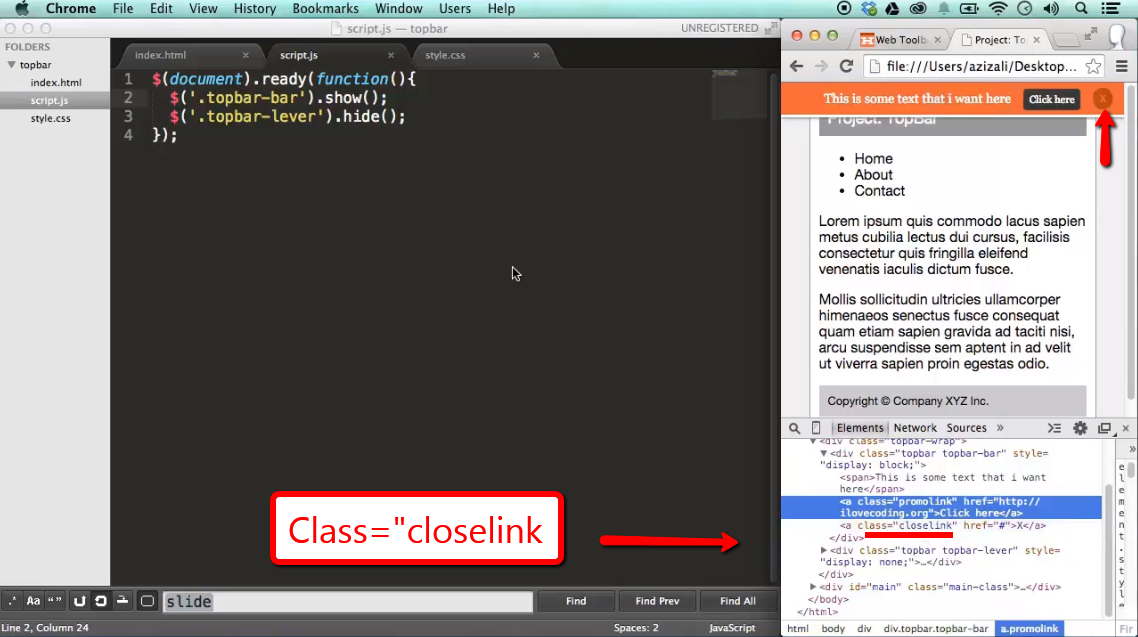 Chrome File Edit View History Bookmarks Window Users Help
script.js — topbar
UNREGISTERED
FOLDERS
topbar
index.html
script.js
style.css
index.html × script.js × style.css ×
1 $(document).ready(function(){
2 $('.topbar-bar').show();
3 $('.topbar-lever').hide();
4 });
Class="closelink
.* Aa “ ” slide Find Find Prev Find All
Line 2, Column 24 Spaces: 2 JavaScript
Web Toolb × Project: To ×
file:///Users/azizali/Desktop...
This is some text that i want here Click here X
Project: TopBar
• Home
• About
• Contact
Lorem ipsum quis commodo lacus sapien
metus cubilia lectus dui cursus, facilisis
consectetur quis fringilla eleifend
venenatis iaculis dictum fusce.
Mollis sollicitudin ultricies ullamcorper
himenaeos senectus fusce consequat
quam etiam sapien gravida ad taciti nisi,
arcu suspendisse sem aptent in ad velit
ut viverra sapien proin egestas odio.
Copyright © Company XYZ Inc.
Elements Network Sources » ×
<div class="topbar-wrap">
<div class="topbar topbar-bar" style=
"display: block;">
<span>This is some text that i want
here</span>
<a class="promolink" href="http://
ilovecoding.org">Click here</a>
<a class="closelink" href="#">X</a>
</div>
<div class="topbar topbar-lever" style=
"display: none;">…</div>
</div>
<div id="main" class="main-class">…</div>
</body>
</html>
html body div div.topbar.topbar-bar a.promolink